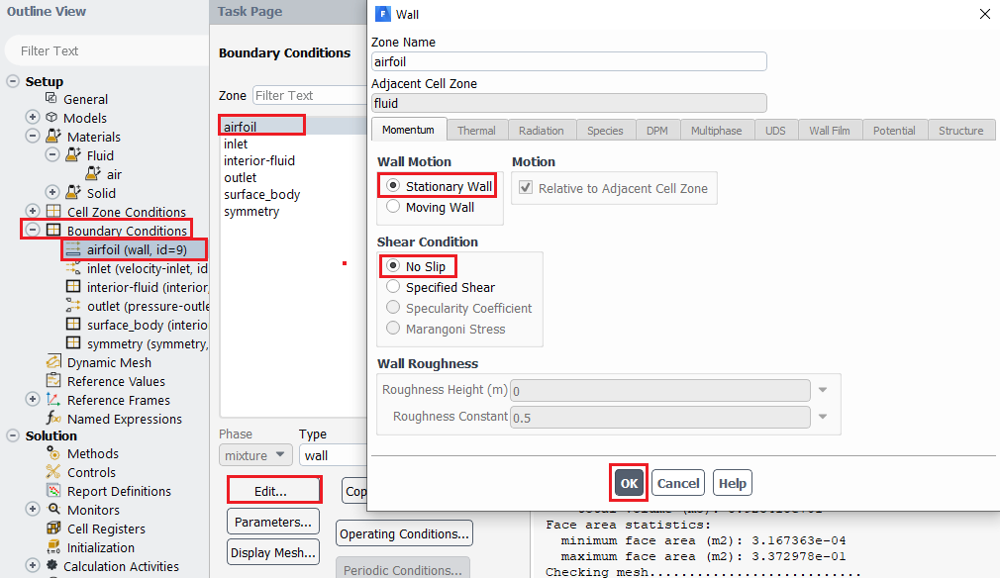 Outline View
Filter Text
Setup
General
Models
Materials
Fluid
air
Solid
Cell Zone Conditions
Boundary Conditions
airfoil (wall, id=9)
inlet (velocity-inlet, id
interior-fluid (interior,
outlet (pressure-outle
surface_body (interio
symmetry (symmetry,
Dynamic Mesh
Reference Values
Reference Frames
Named Expressions
Solution
Methods
Controls
Report Definitions
Monitors
Cell Registers
Initialization
Calculation Activities
Task Page
Boundary Conditions
Zone Filter Text
airfoil
inlet
interior-fluid
outlet
surface_body
symmetry
Phase Type
mixture wall
Edit... Cop
Parameters... Operating Conditions...
Display Mesh... Periodic Conditions...
Wall
Zone Name
airfoil
Adjacent Cell Zone
fluid
Momentum Thermal Radiation Species DPM Multiphase UDS Wall Film Potential Structure
Wall Motion Motion
Stationary Wall Relative to Adjacent Cell Zone
Moving Wall
Shear Condition
No Slip
Specified Shear
Specularity Coefficient
Marangoni Stress
Wall Roughness
Roughness Height (m) 0
Roughness Constant 0.5
OK Cancel Help
Face area statistics:
minimum face area (m2): 3.167363e-04
maximum face area (m2): 3.372978e-01
Checking mesh...........................